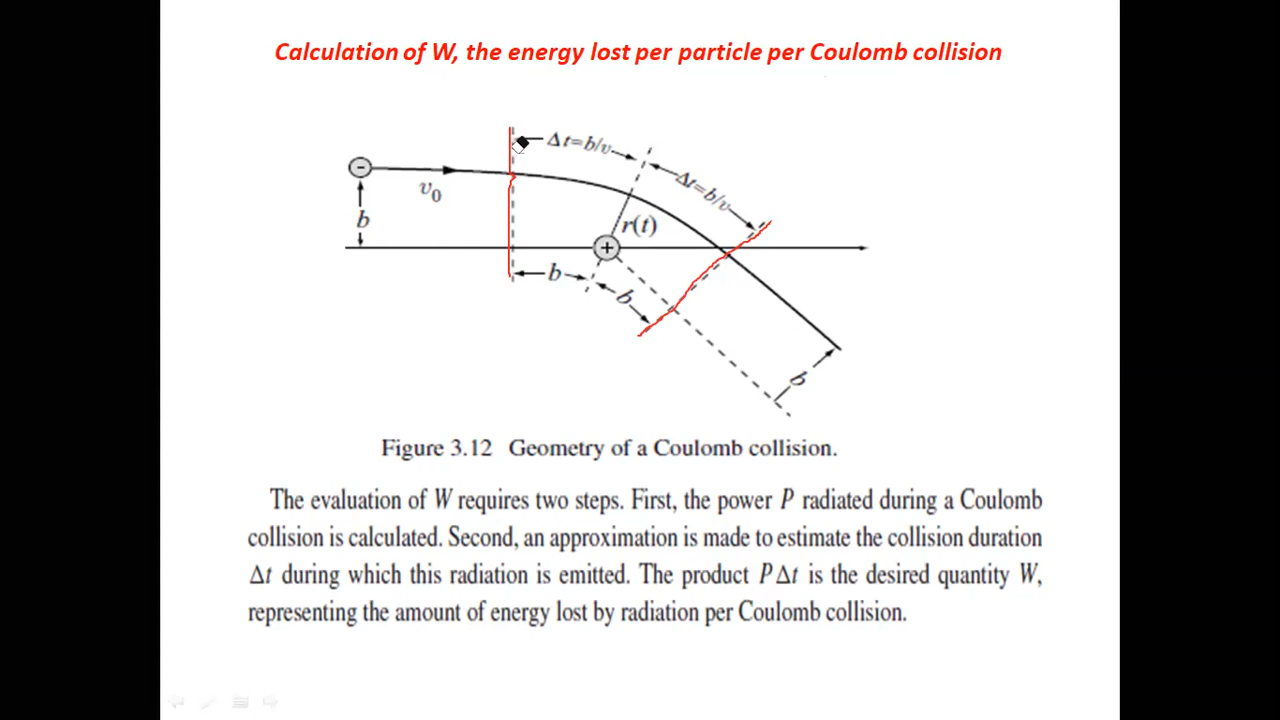 Calculation of W, the energy lost per particle per Coulomb collision
Δt=b/v
Δt=b/v
−
v₀
b
r(t)
+
b
b
b
Figure 3.12 Geometry of a Coulomb collision.
The evaluation of W requires two steps. First, the power P radiated during a Coulomb
collision is calculated. Second, an approximation is made to estimate the collision duration
Δt during which this radiation is emitted. The product PΔt is the desired quantity W,
representing the amount of energy lost by radiation per Coulomb collision.